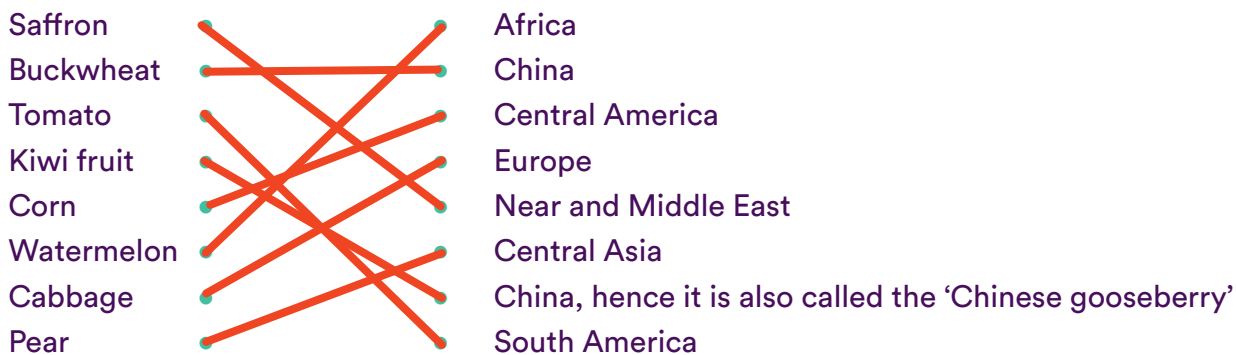 Saffron Africa
Buckwheat China
Tomato Central America
Kiwi fruit Europe
Corn Near and Middle East
Watermelon Central Asia
Cabbage China, hence it is also called the ‘Chinese gooseberry’
Pear South America